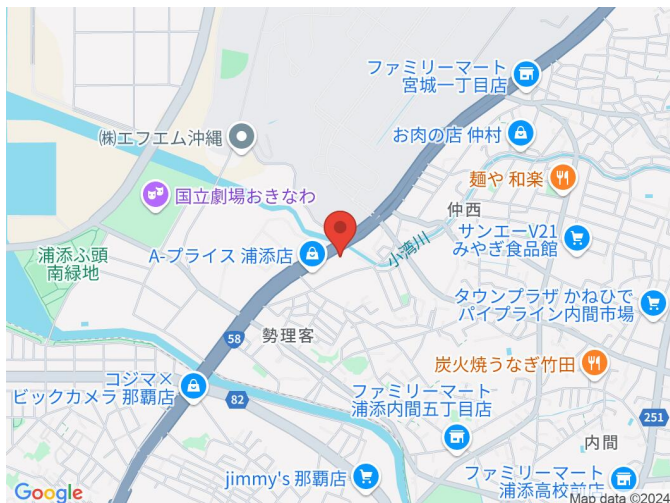 ファミリーマート
宮城一丁目店
(株)エフエム沖縄
お肉の店 仲村
麺や 和楽
国立劇場おきなわ
仲西
サンエーV21
みやぎ食品館
小湾川
A-プライス 浦添店
浦添ふ頭
南緑地
タウンプラザ かねひで
パイプライン内間市場
58
勢理客
炭火焼うなぎ竹田
コジマ×
ビックカメラ 那覇店
82
ファミリーマート
浦添内間五丁目店
251
内間
jimmy's 那覇店
ファミリーマート
浦添高校前店
Google
Map data ©2024